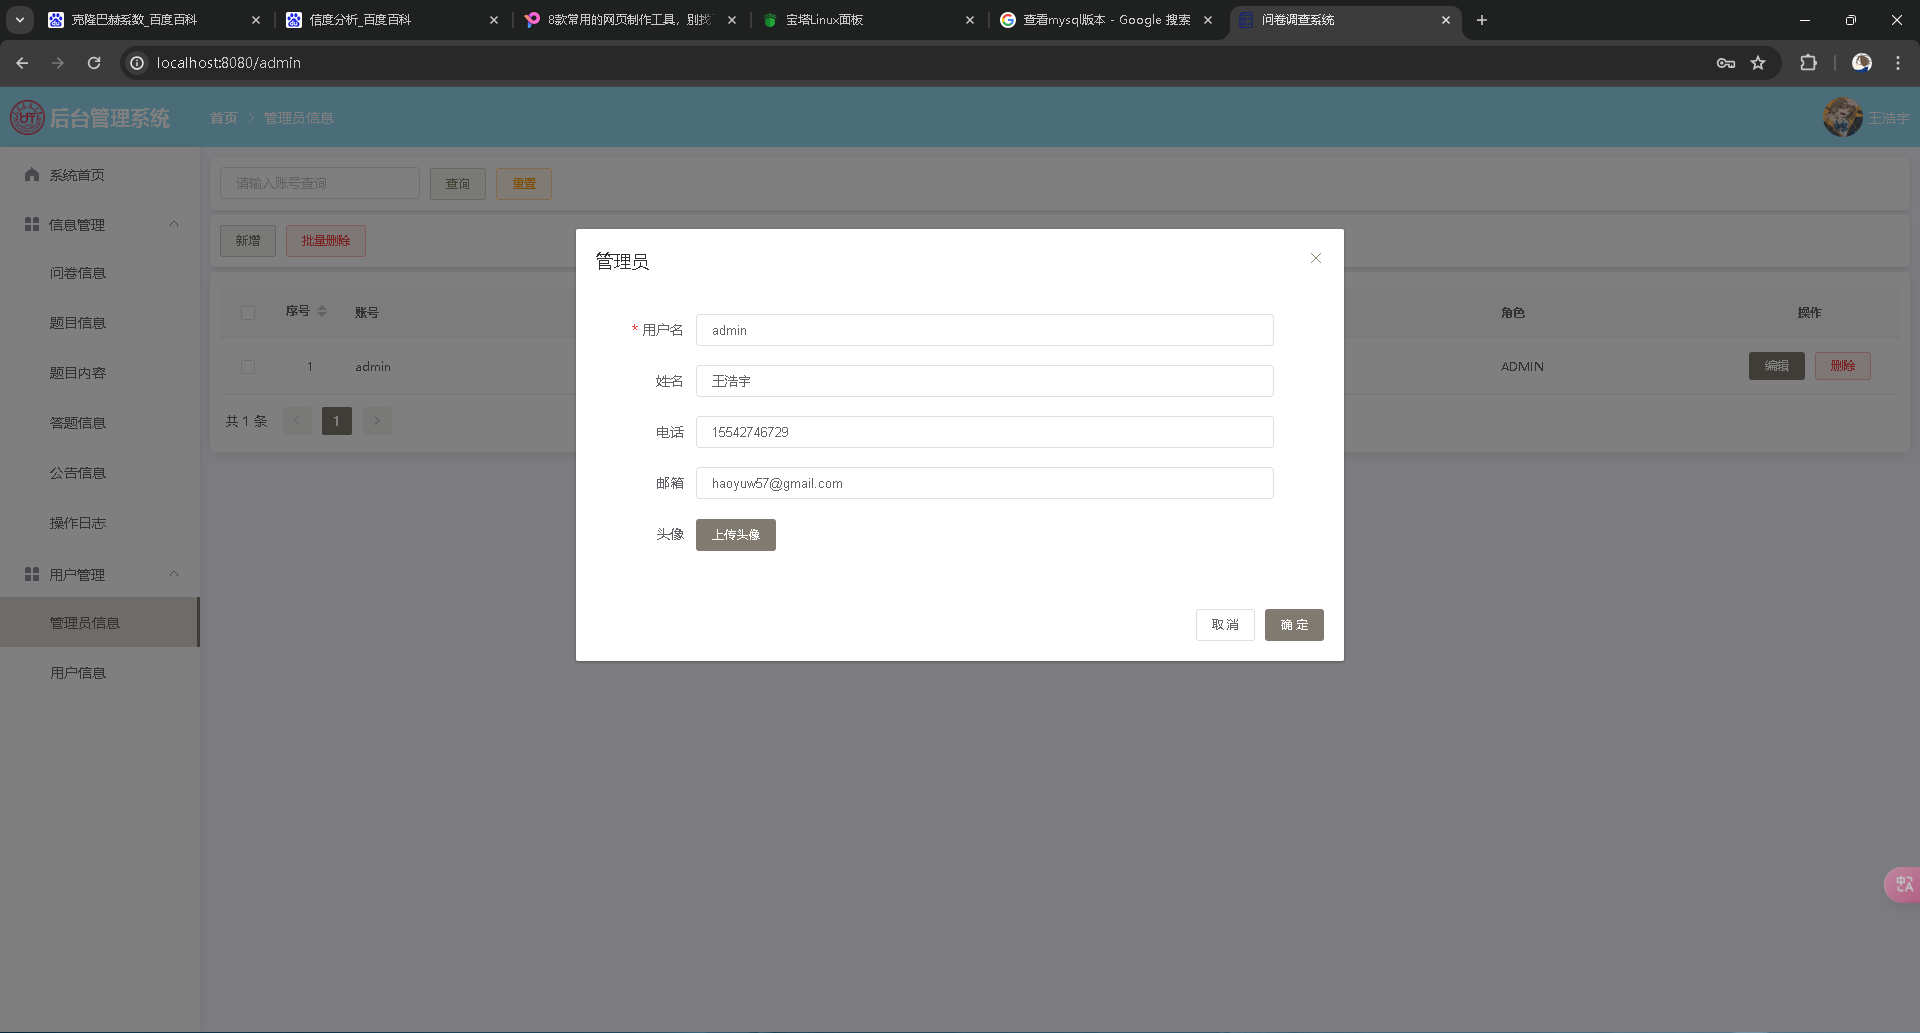 克隆巴赫系数_百度百科
信度分析_百度百科
8款常用的网页制作工具，别找
宝塔Linux面板
查看mysql版本 - Google 搜索
问卷调查系统
localhost:8080/admin
后台管理系统
首页
管理员信息
王浩宇
系统首页
信息管理
问卷信息
题目信息
题目内容
答题信息
公告信息
操作日志
用户管理
管理员信息
用户信息
请输入账号查询
查询
重置
新增
批量删除
序号
账号
角色
操作
1
admin
ADMIN
编辑
删除
共 1 条
1
管理员
* 用户名
admin
姓名
王浩宇
电话
15542746729
邮箱
haoyuw57@gmail.com
头像
上传头像
取 消
确 定